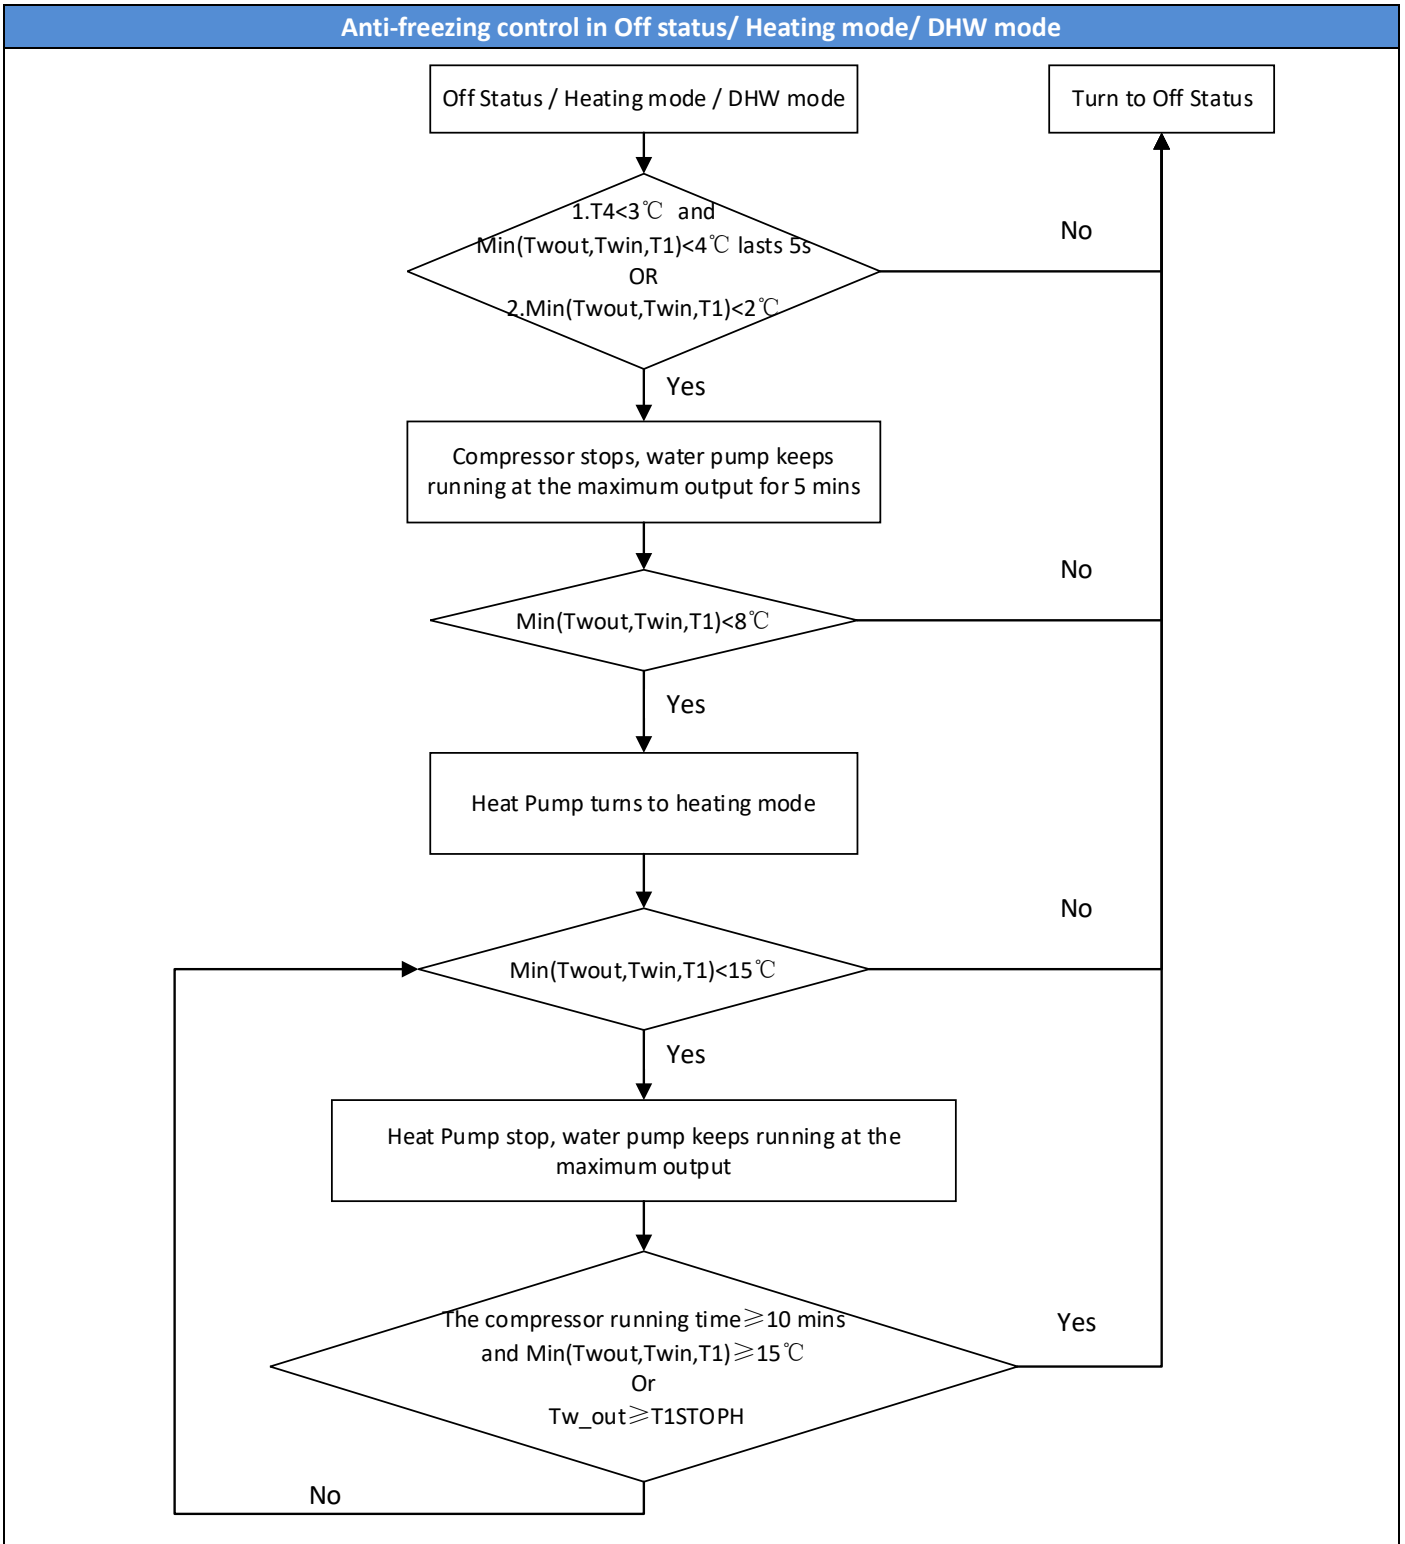 Anti-freezing control in Off status/ Heating mode/ DHW mode
Off Status / Heating mode / DHW mode
Turn to Off Status
1.T4<3℃ and
Min(Twout,Twin,T1)<4℃ lasts 5s
OR
2.Min(Twout,Twin,T1)<2℃
No
Yes
Compressor stops, water pump keeps
running at the maximum output for 5 mins
No
Min(Twout,Twin,T1)<8℃
Yes
Heat Pump turns to heating mode
No
Min(Twout,Twin,T1)<15℃
Yes
Heat Pump stop, water pump keeps running at the
maximum output
The compressor running time≥10 mins
and Min(Twout,Twin,T1)≥15℃
Or
Tw_out≥T1STOPH
Yes
No